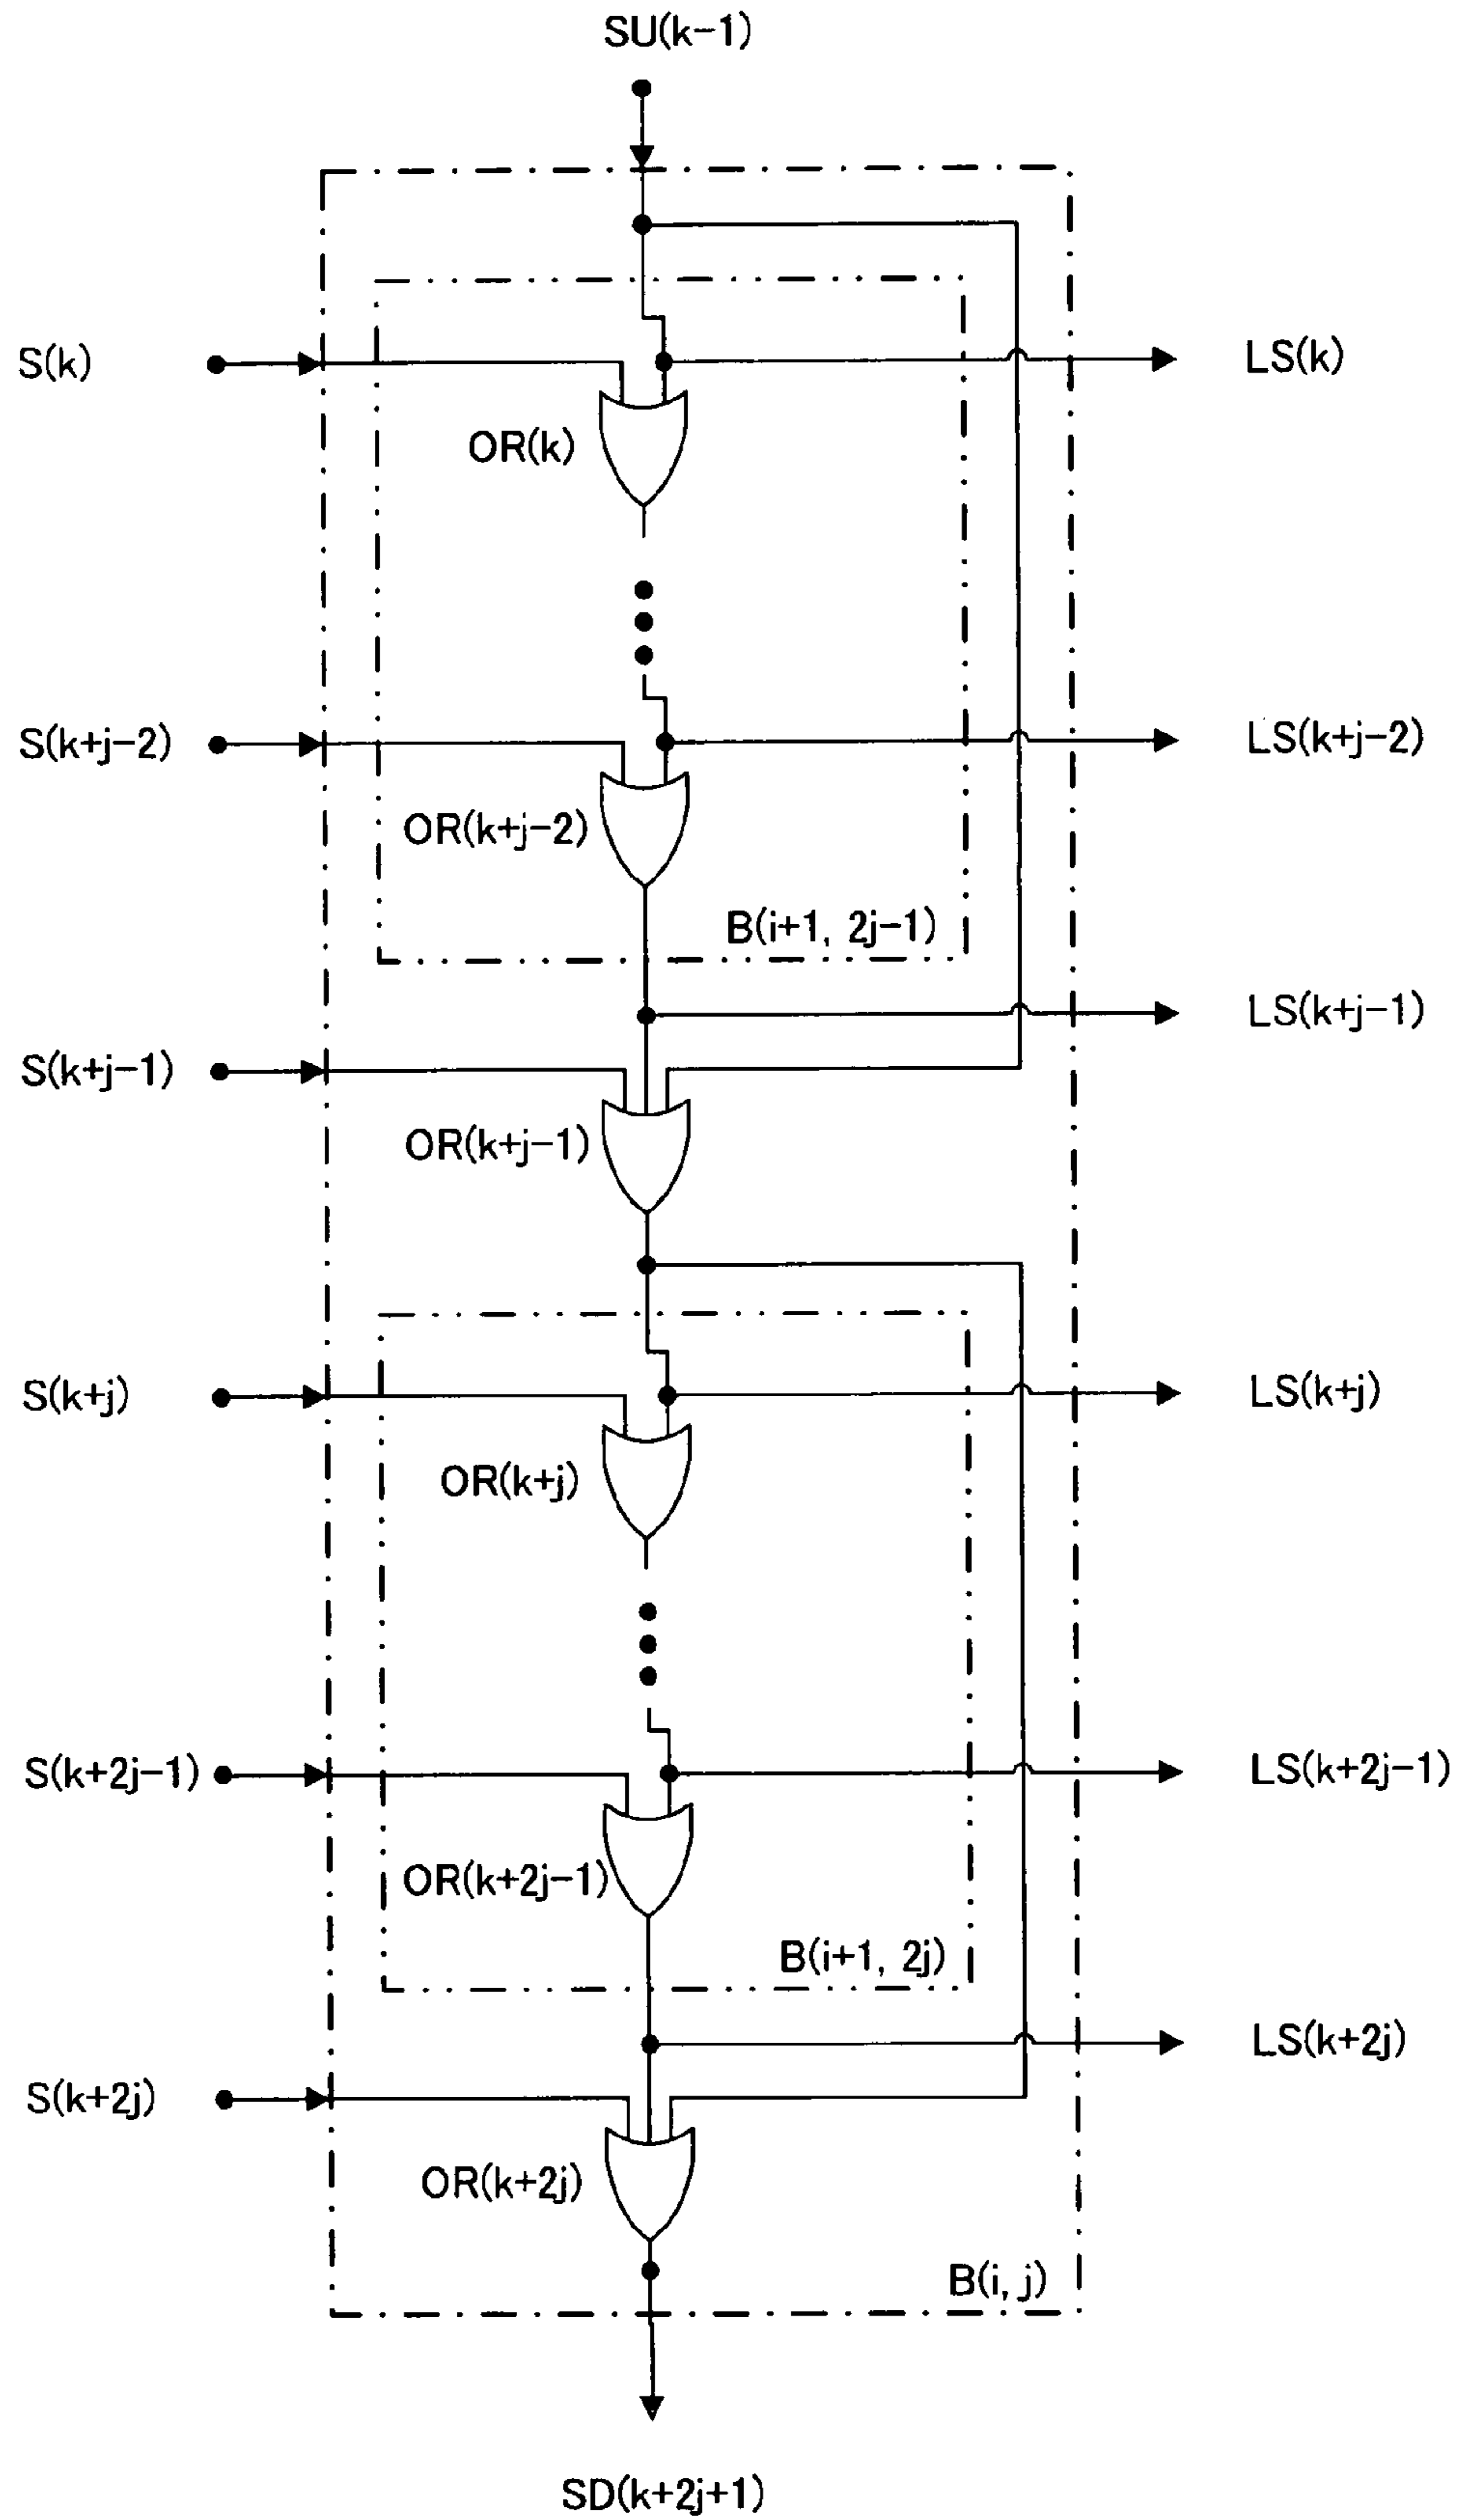 SU(k-1)
S(k)
LS(k)
OR(k)
S(k+j-2)
LS(k+j-2)
OR(k+j-2)
B(i+1, 2j-1)
LS(k+j-1)
S(k+j-1)
OR(k+j-1)
S(k+j)
LS(k+j)
OR(k+j)
S(k+2j-1)
LS(k+2j-1)
OR(k+2j-1)
B(i+1, 2j)
LS(k+2j)
S(k+2j)
OR(k+2j)
B(i, j)
SD(k+2j+1)